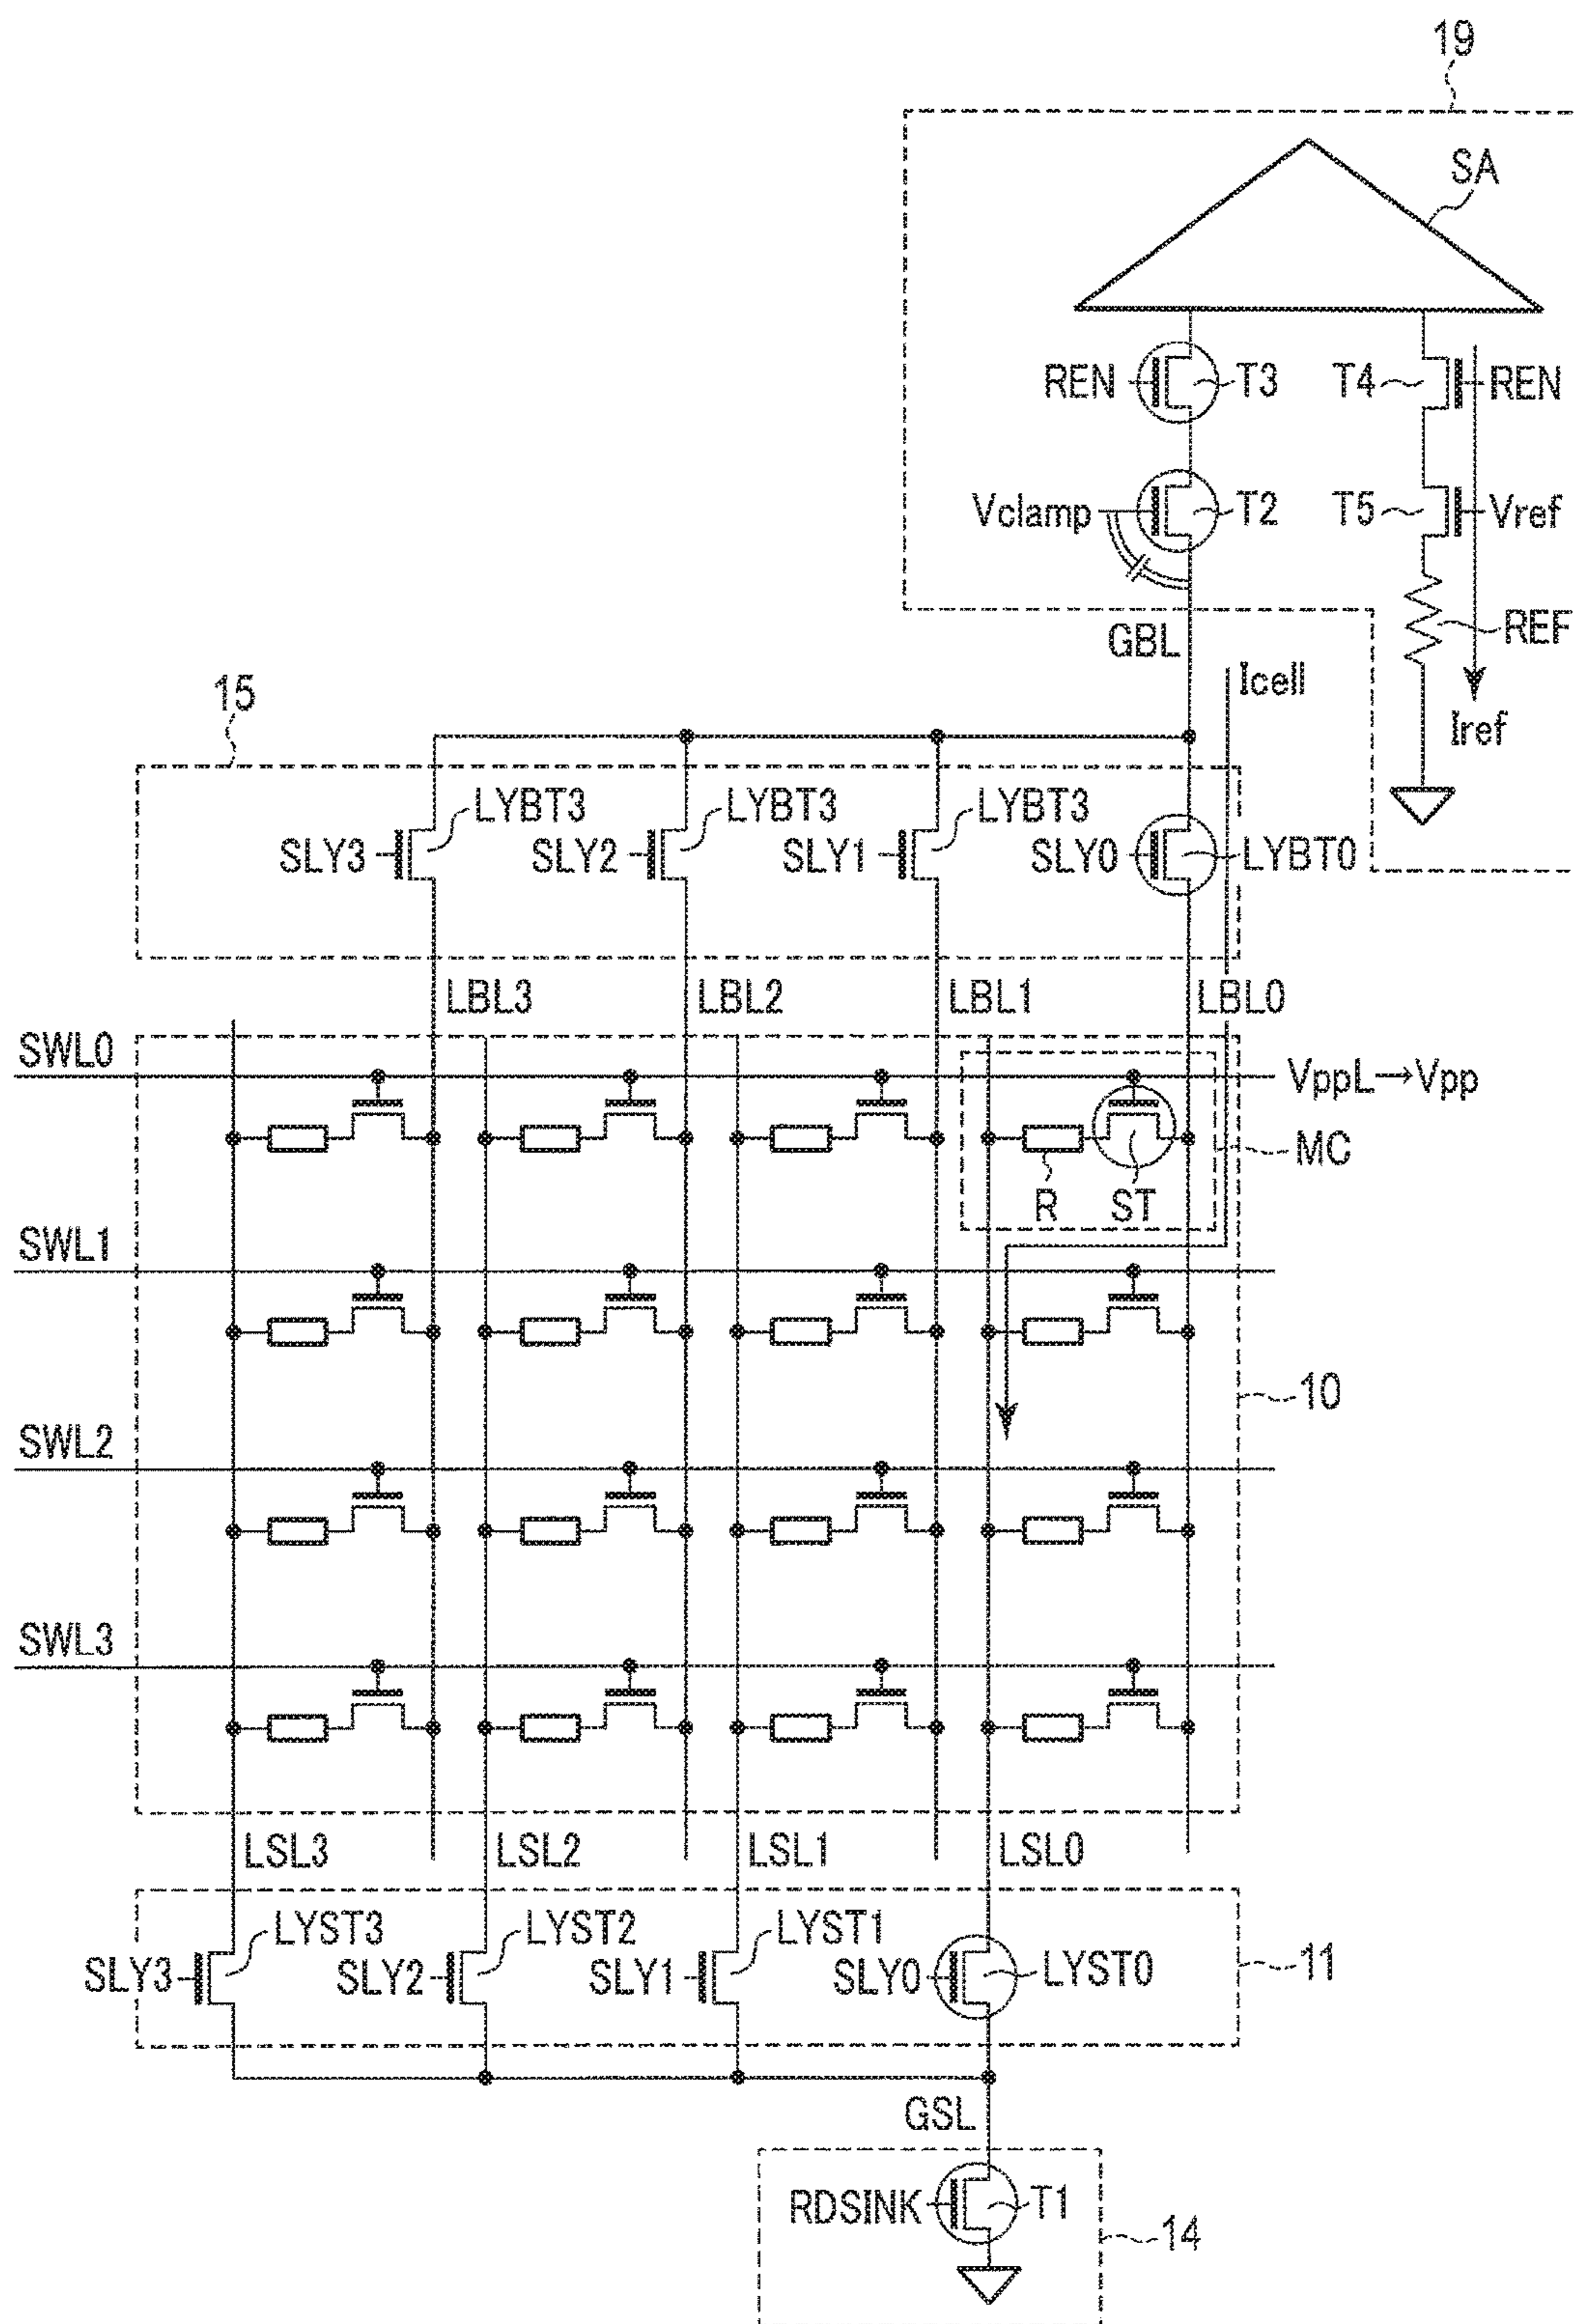 19
SA
REN
T3
T4
REN
Vclamp
T2
T5
Vref
REF
GBL
Icell
Iref
15
LYBT3
LYBT3
LYBT3
SLY3
SLY2
SLY1
SLY0
LYBT0
LBL3
LBL2
LBL1
LBL0
SWL0
VppL→Vpp
MC
R
ST
SWL1
10
SWL2
SWL3
LSL3
LSL2
LSL1
LSL0
LYST3
LYST2
LYST1
SLY3
SLY2
SLY1
SLY0
LYST0
11
GSL
RDSINK
T1
14